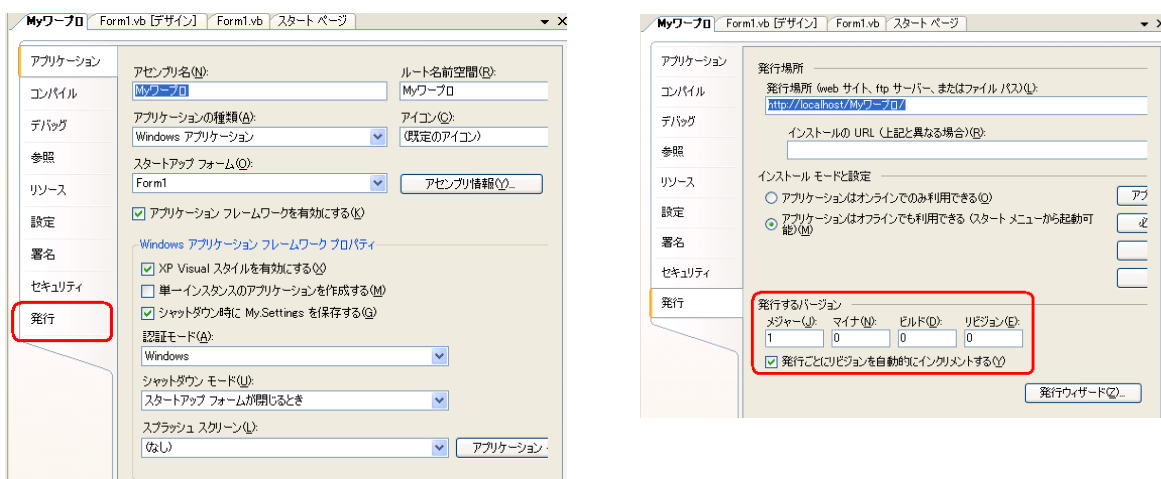 Myワープロ Form1.vb [デザイン] Form1.vb スタート ページ
アプリケーション
コンパイル
デバッグ
参照
リソース
設定
署名
セキュリティ
発行
アセンブリ名(N):
Myワープロ
ルート名前空間(R):
Myワープロ
アプリケーションの種類(A):
Windows アプリケーション
アイコン(C):
(既定のアイコン)
スタートアップ フォーム(O):
Form1
アセンブリ情報(Y)...
アプリケーション フレームワークを有効にする(K)
Windows アプリケーション フレームワーク プロパティ
XP Visual スタイルを有効にする(X)
単一インスタンスのアプリケーションを作成する(M)
シャットダウン時に My.Settings を保存する(G)
認証モード(A):
Windows
シャットダウン モード(U):
スタートアップ フォームが閉じるとき
スプラッシュ スクリーン(L):
(なし)
アプリケーション
Myワープロ Form1.vb [デザイン] Form1.vb スタート ページ
アプリケーション
コンパイル
デバッグ
参照
リソース
設定
署名
セキュリティ
発行
発行場所
発行場所 (web サイト、ftp サーバー、またはファイル パス)(L):
http://localhost/Myワープロ/
インストールの URL (上記と異なる場合)(R):
インストール モードと設定
アプリケーションはオンラインでのみ利用できる(O)
アプリケーションはオフラインでも利用できる (スタート メニューから起動可
能)(M)
アプ
必
発行するバージョン
メジャー(J): マイナ(N): ビルド(D): リビジョン(E):
1 0 0 0
発行ごとにリビジョンを自動的にインクリメントする(Y)
発行ウィザード(Z)...